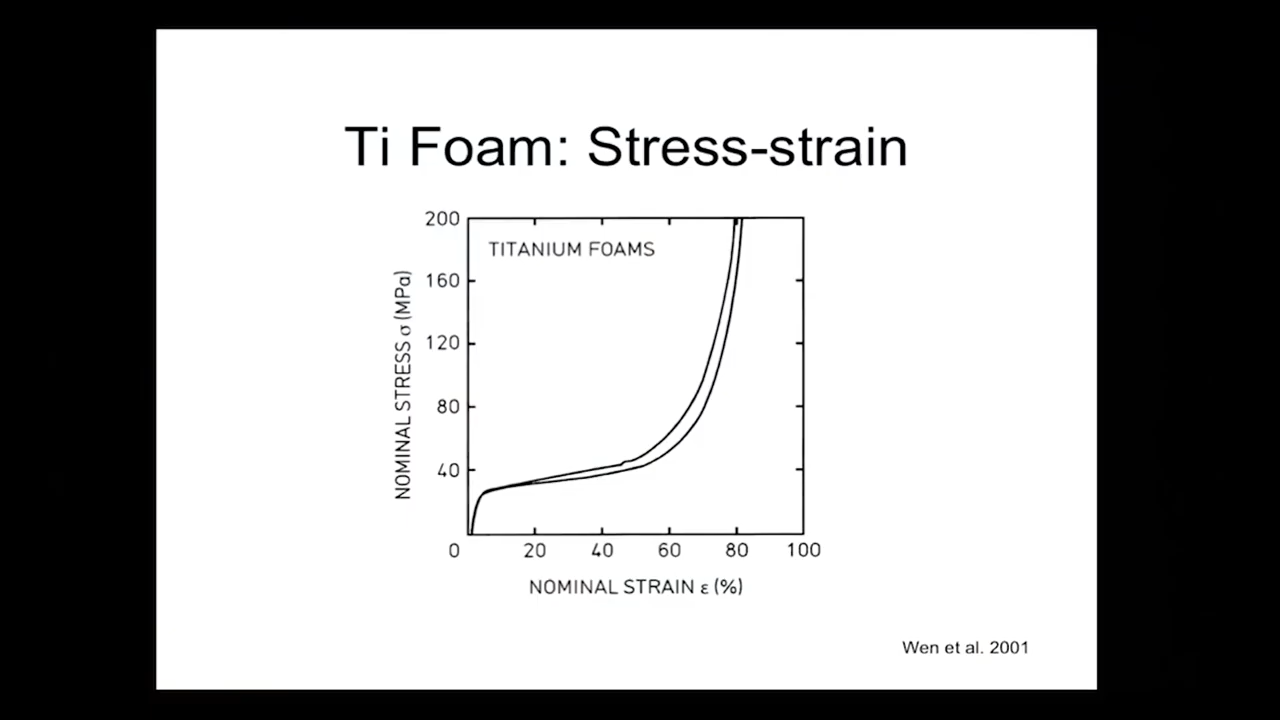 Ti Foam: Stress-strain
TITANIUM FOAMS
NOMINAL STRESS σ (MPa)
200
160
120
80
40
0 20 40 60 80 100
NOMINAL STRAIN ε (%)
Wen et al. 2001